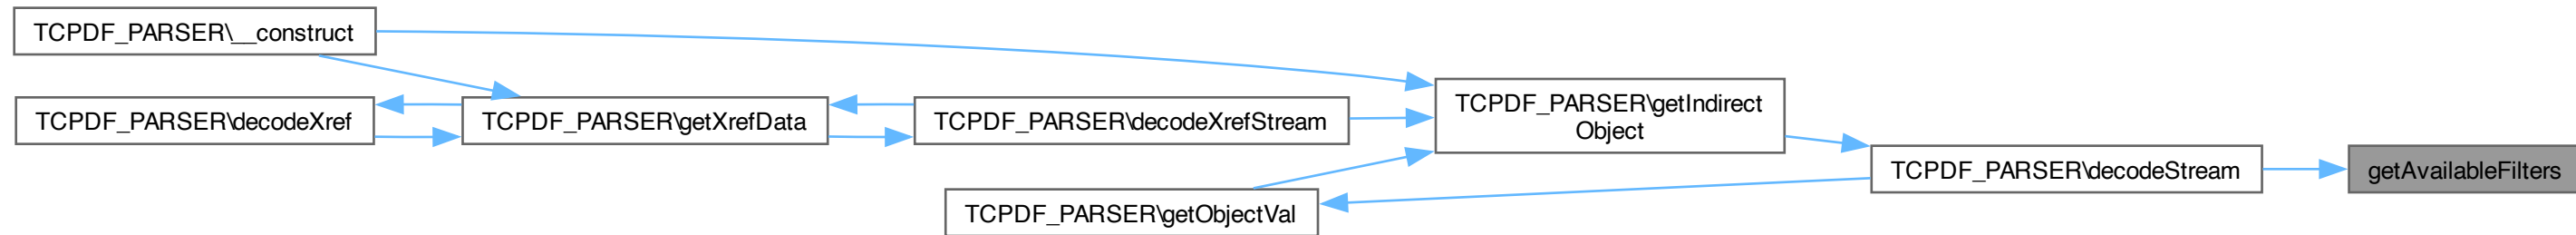 TCPDF_PARSER\__construct
TCPDF_PARSER\decodeXref
TCPDF_PARSER\getXrefData
TCPDF_PARSER\decodeXrefStream
TCPDF_PARSER\getIndirect
Object
TCPDF_PARSER\getObjectVal
TCPDF_PARSER\decodeStream
getAvailableFilters